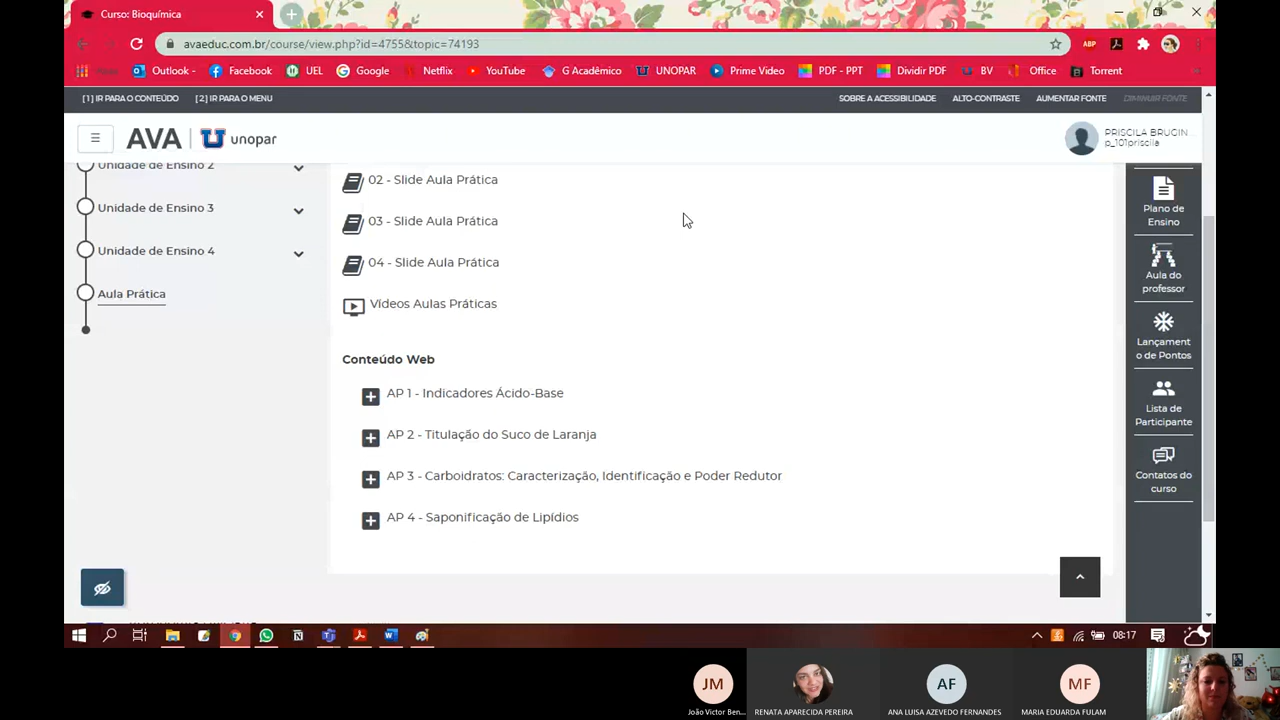 Curso: Bioquímica
avaeduc.com.br/course/view.php?id=4755&topic=74193
ABP
Outlook - Facebook UEL Google Netflix YouTube G Acadêmico UNOPAR Prime Video PDF - PPT Dividir PDF BV Office Torrent
[ 1 ] IR PARA O CONTEÚDO [ 2 ] IR PARA O MENU SOBRE A ACESSIBILIDADE ALTO-CONTRASTE AUMENTAR FONTE DIMINUIR FONTE
AVA unopar
PRISCILA BRUGIN...
p_101priscila
Unidade de Ensino 2
Unidade de Ensino 3
Unidade de Ensino 4
Aula Prática
02 - Slide Aula Prática
03 - Slide Aula Prática
04 - Slide Aula Prática
Vídeos Aulas Práticas
Conteúdo Web
AP 1 - Indicadores Ácido-Base
AP 2 - Titulação do Suco de Laranja
AP 3 - Carboidratos: Caracterização, Identificação e Poder Redutor
AP 4 - Saponificação de Lipídios
Plano de
Ensino
Aula do
professor
Lançament
o de Pontos
Lista de
Participante
Contatos do
curso
08:17
JM
João Victor Ben...
RENATA APARECIDA PEREIRA
AF
ANA LUISA AZEVEDO FERNANDES
MF
MARIA EDUARDA FULAM